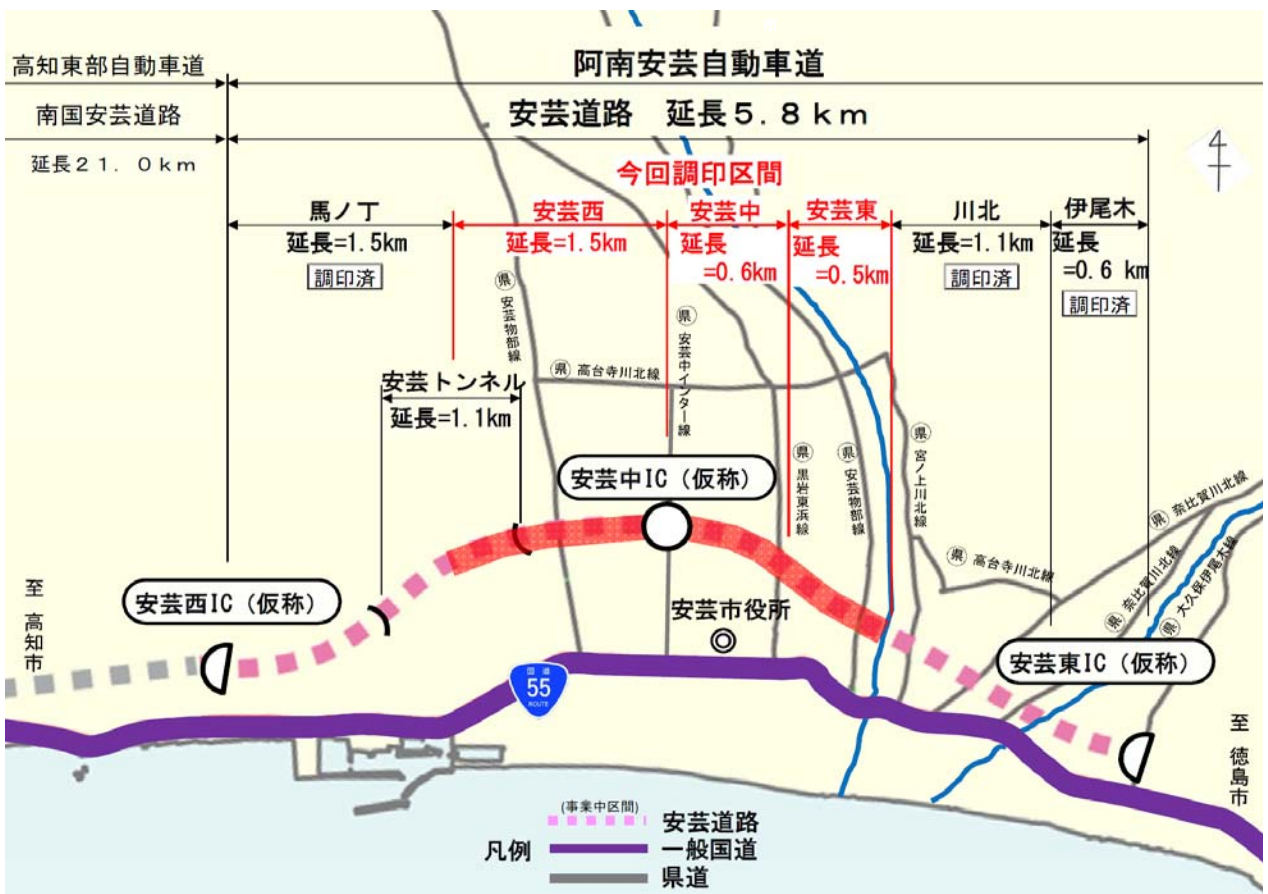 高知東部自動車道
阿南安芸自動車道
南国安芸道路
安芸道路　延長5.8km
延長21.0km
今回調印区間
馬ノ丁
延長=1.5km
調印済
安芸西
延長=1.5km
安芸中
延長
=0.6km
安芸東
延長
=0.5km
川北
延長=1.1km
調印済
伊尾木
延長
=0.6 km
調印済
県 安芸物部線
県 安芸中インター線
県 高台寺川北線
安芸トンネル
延長=1.1km
県 黒岩東浜線
県 安芸物部線
県 宮ノ上川北線
県 奈比賀川北線
県 高台寺川北線
県 奈比賀川北線
県 大久保伊尾木線
安芸中IC（仮称）
安芸西IC（仮称）
安芸市役所
安芸東IC（仮称）
至 高知市
国道
55
ROUTE
至 徳島市
凡例
(事業中区間)
安芸道路
一般国道
県道
4